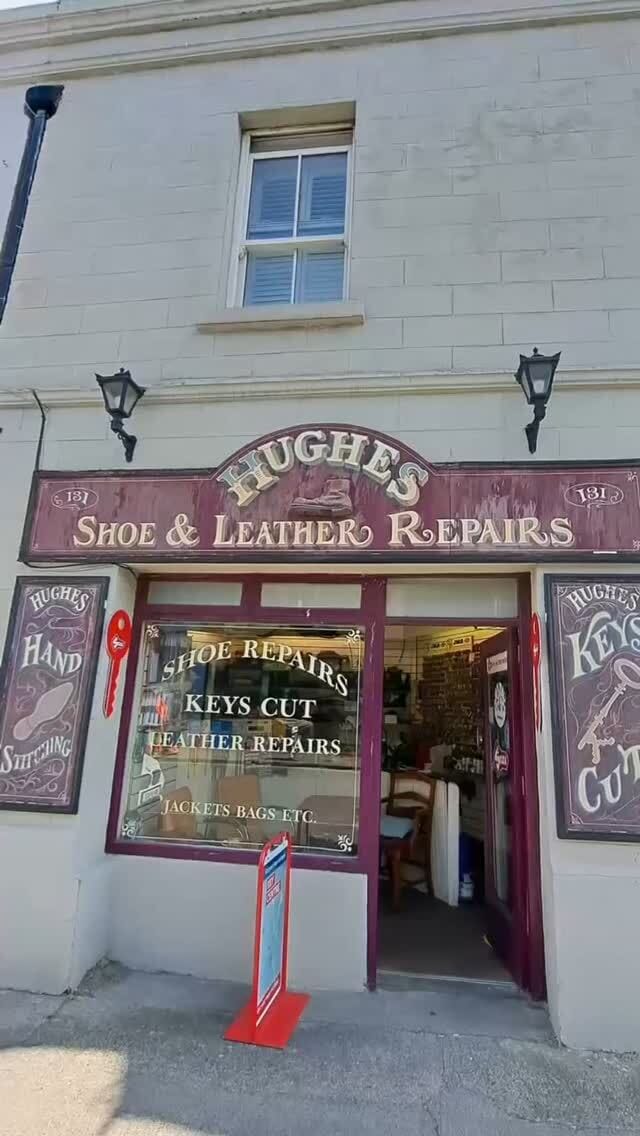 HUGHES
131
131
SHOE & LEATHER REPAIRS
HUGHES
HAND
STITCHING
SHOE REPAIRS
KEYS CUT
LEATHER REPAIRS
JACKETS BAGS ETC.
HUGHES
KEYS
CUT